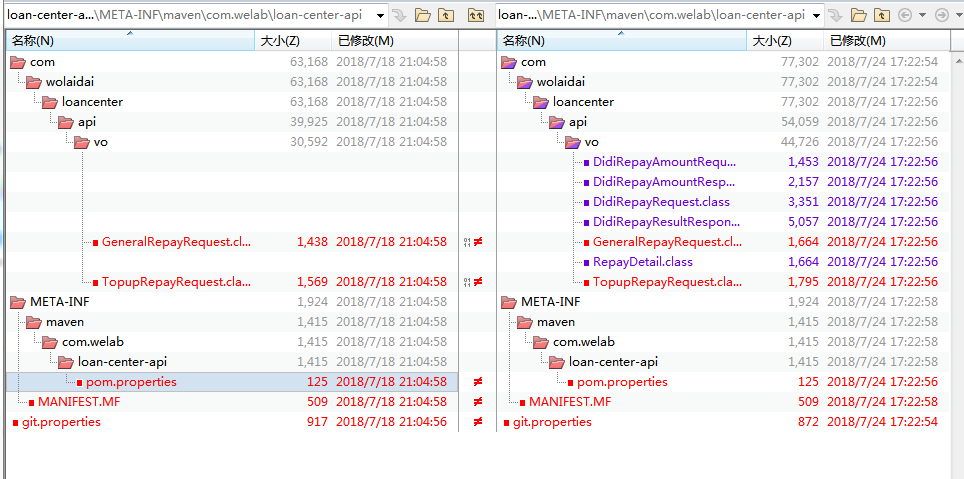 loan-center-a...\META-INF\maven\com.welab\loan-center-api loan-...\META-INF\maven\com.welab\loan-center-api
名称(N) 大小(Z) 已修改(M) 名称(N) 大小(Z) 已修改(M)
com 63,168 2018/7/18 21:04:58 com 77,302 2018/7/24 17:22:54
wolaidai 63,168 2018/7/18 21:04:58 wolaidai 77,302 2018/7/24 17:22:54
loancenter 63,168 2018/7/18 21:04:58 loancenter 77,302 2018/7/24 17:22:56
api 39,925 2018/7/18 21:04:58 api 54,059 2018/7/24 17:22:56
vo 30,592 2018/7/18 21:04:58 vo 44,726 2018/7/24 17:22:56
DidiRepayAmountRequ... 1,453 2018/7/24 17:22:56
DidiRepayAmountResp... 2,157 2018/7/24 17:22:56
DidiRepayRequest.class 3,351 2018/7/24 17:22:56
DidiRepayResultRespon... 5,057 2018/7/24 17:22:56
GeneralRepayRequest.cl... 1,438 2018/7/18 21:04:58 ≠ GeneralRepayRequest.cl... 1,664 2018/7/24 17:22:56
RepayDetail.class 1,664 2018/7/24 17:22:56
TopupRepayRequest.cla... 1,569 2018/7/18 21:04:58 ≠ TopupRepayRequest.cla... 1,795 2018/7/24 17:22:56
META-INF 1,924 2018/7/18 21:04:58 META-INF 1,924 2018/7/24 17:22:58
maven 1,415 2018/7/18 21:04:58 maven 1,415 2018/7/24 17:22:58
com.welab 1,415 2018/7/18 21:04:58 com.welab 1,415 2018/7/24 17:22:58
loan-center-api 1,415 2018/7/18 21:04:58 loan-center-api 1,415 2018/7/24 17:22:58
pom.properties 125 2018/7/18 21:04:58 ≠ pom.properties 125 2018/7/24 17:22:56
MANIFEST.MF 509 2018/7/18 21:04:58 ≠ MANIFEST.MF 509 2018/7/24 17:22:58
git.properties 917 2018/7/18 21:04:56 ≠ git.properties 872 2018/7/24 17:22:54